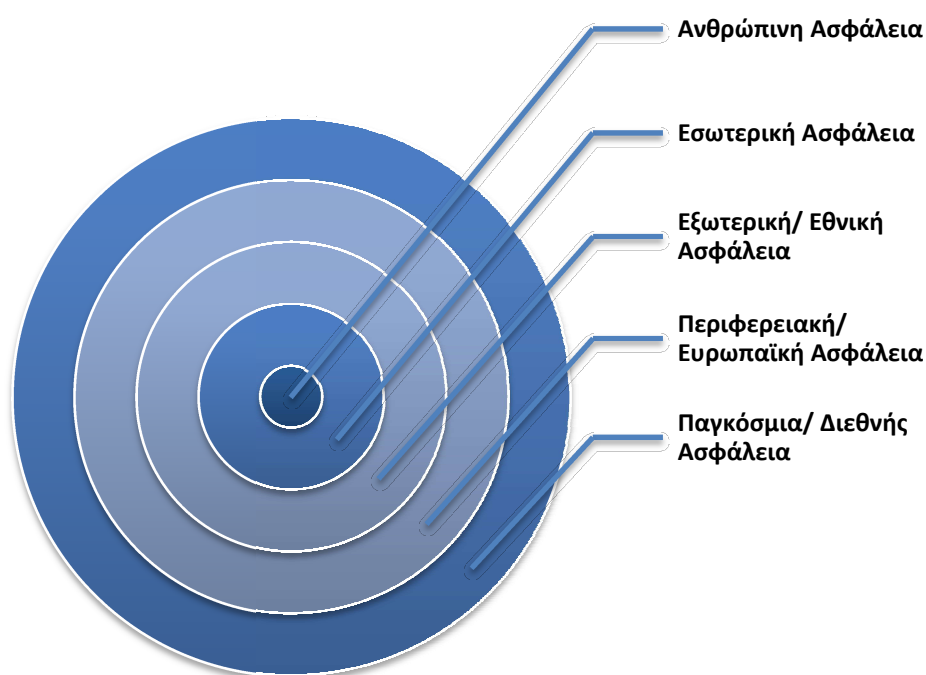 Ανθρώπινη Ασφάλεια
Εσωτερική Ασφάλεια
Εξωτερική/ Εθνική
Ασφάλεια
Περιφερειακή/
Ευρωπαϊκή Ασφάλεια
Παγκόσμια/ Διεθνής
Ασφάλεια